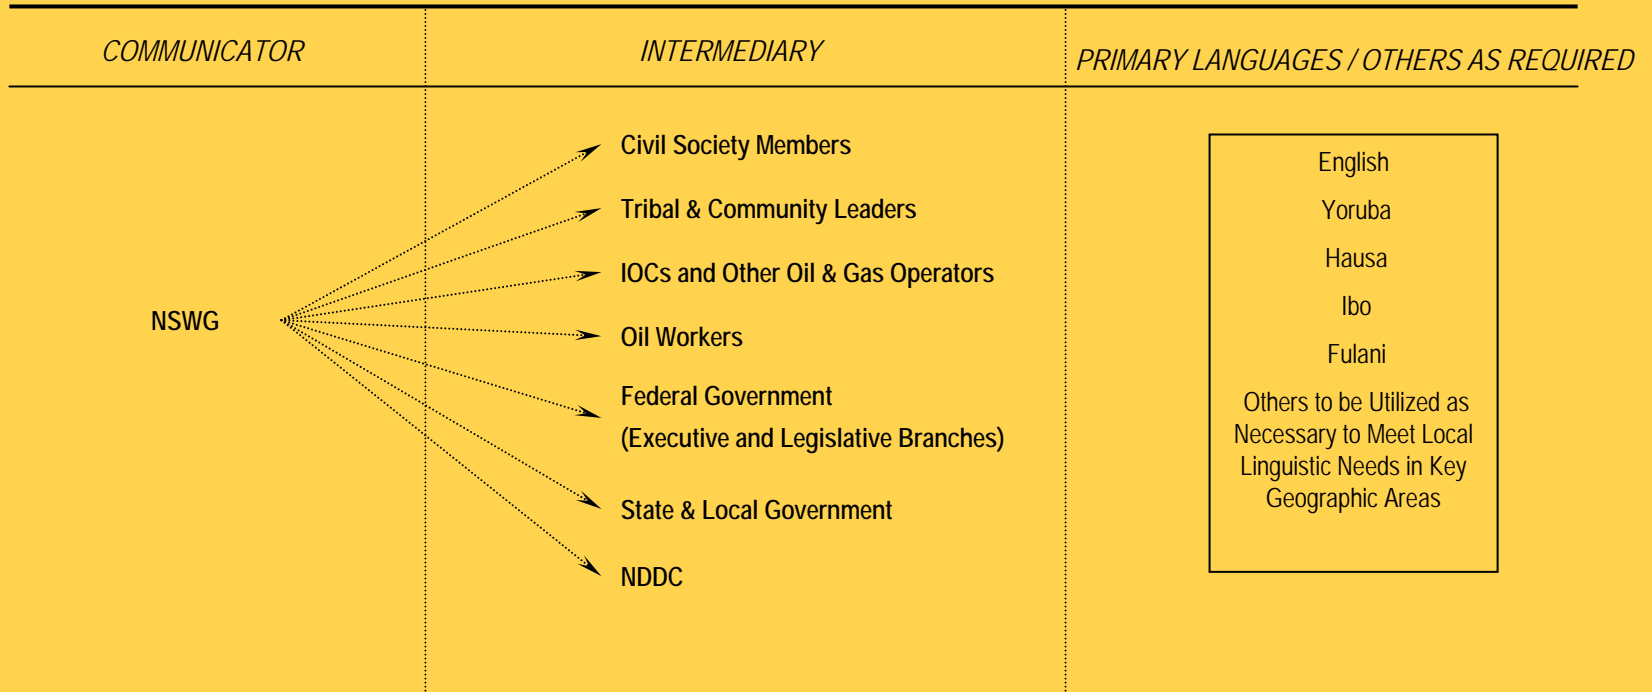 COMMUNICATOR
INTERMEDIARY
PRIMARY LANGUAGES / OTHERS AS REQUIRED
NSWG
Civil Society Members
Tribal & Community Leaders
IOCs and Other Oil & Gas Operators
Oil Workers
Federal Government
(Executive and Legislative Branches)
State & Local Government
NDDC
English
Yoruba
Hausa
Ibo
Fulani
Others to be Utilized as
Necessary to Meet Local
Linguistic Needs in Key
Geographic Areas